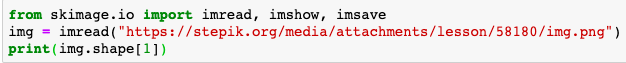 from skimage.io import imread, imshow, imsave
img = imread("https://stepik.org/media/attachments/lesson/58180/img.png")
print(img.shape[1])